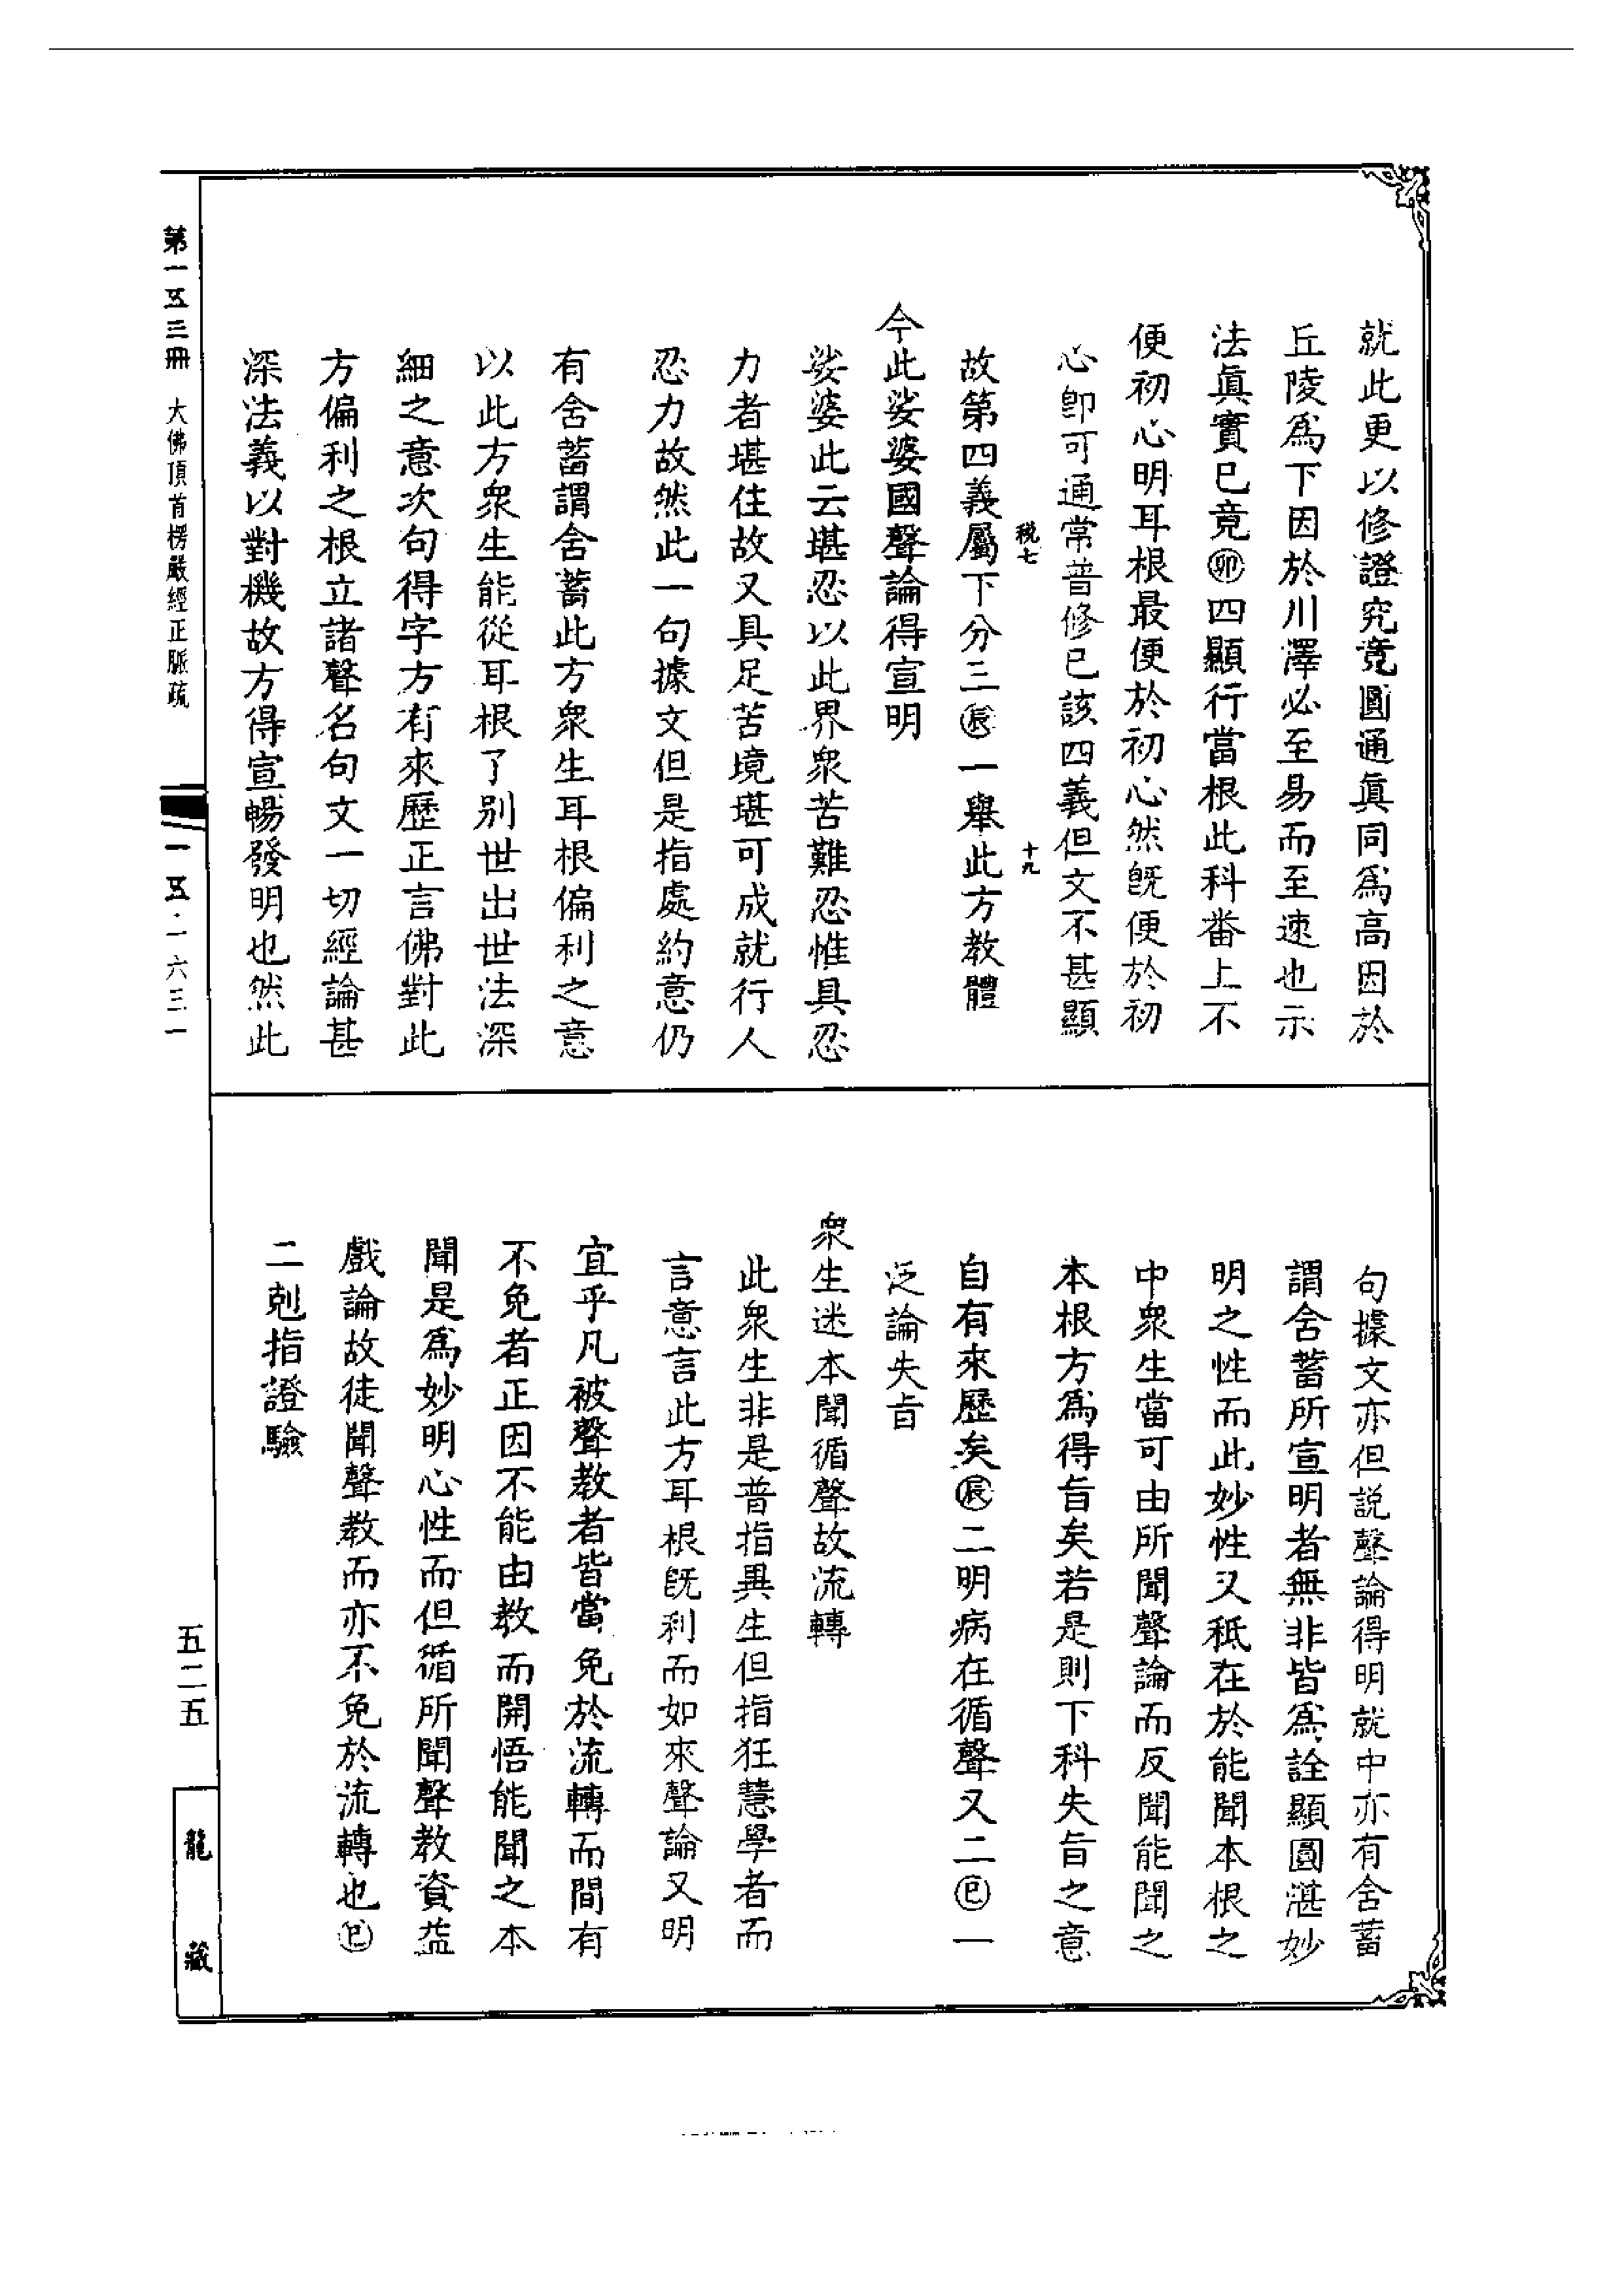 就此更以修證究竟圓通眞同爲高因於
丘陵爲下因於川澤必至易而至速也示
法眞實已竟㊞四顯行當根此科番上不
便初心明耳根最便於初心然旣便於初
心卽可通常普修已該四義但文不甚顯
税七
十九
故第四義屬下分三辰一舉此方教體
今此娑婆國聲論得宣明
娑婆此云堪忍以此界衆苦難忍惟具忍
力者堪住故又具足苦境堪可成就行人
忍力故然此一句據文但是指處約意仍
有含蓄謂含蓄此方衆生耳根偏利之意
以此方衆生能從耳根了别世出世法深
細之意次句得字方有來歷正言佛對此
方偏利之根立諸聲名句文一切經論甚
深法義以對機故方得宣暢發明也然此
句據文亦但説聲論得明就中亦有含蓄
謂含蓄所宣明者無非皆爲詮顯圓湛妙
明之性而此妙性又秖在於能聞本根之
中衆生當可由所聞聲論而反聞能聞之
本根方爲得旨矣若是則下科失旨之意
自有來歷矣辰二明病在循聲又二巳一
泛論失旨
衆生迷本聞循聲故流轉
此衆生非是普指異生但指狂慧學者而
言意言此方耳根旣利而如來聲論又明
宜乎凡被聲教者皆當免於流轉而間有
不免者正因不能由教而開悟能聞之本
聞是爲妙明心性而但循所聞聲教資益
戲論故徒聞聲教而亦不免於流轉也巳
二剋指證驗
第一五三冊 大佛頂首楞嚴經正脈疏
一五·一六三一
五二五
龍藏